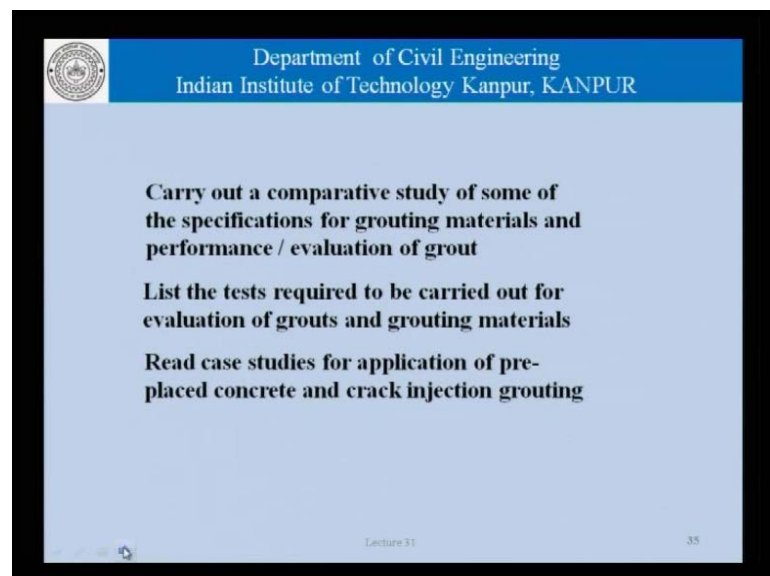 Department of Civil Engineering
Indian Institute of Technology Kanpur, KANPUR
Carry out a comparative study of some of
the specifications for grouting materials and
performance / evaluation of grout
List the tests required to be carried out for
evaluation of grouts and grouting materials
Read case studies for application of pre-
placed concrete and crack injection grouting
Lecture 31
35